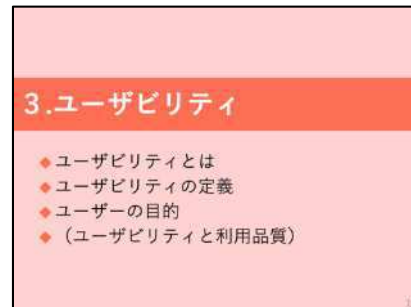 3.ユーザビリティ
◆ユーザビリティとは
◆ユーザビリティの定義
◆ユーザーの目的
◆（ユーザビリティと利用品質）